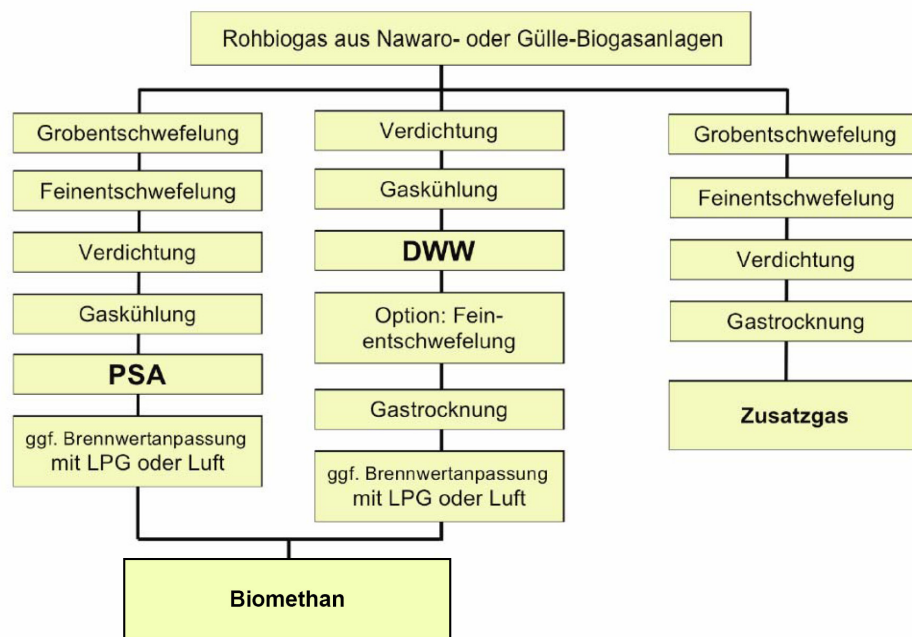 Rohbiogas aus Nawaro- oder Gülle-Biogasanlagen
Grobentschwefelung
Feinentschwefelung
Verdichtung
Gaskühlung
PSA
ggf. Brennwertanpassung
mit LPG oder Luft
Verdichtung
Gaskühlung
DWW
Option: Fein-
entschwefelung
Gastrocknung
ggf. Brennwertanpassung
mit LPG oder Luft
Grobentschwefelung
Feinentschwefelung
Verdichtung
Gastrocknung
Zusatzgas
Biomethan